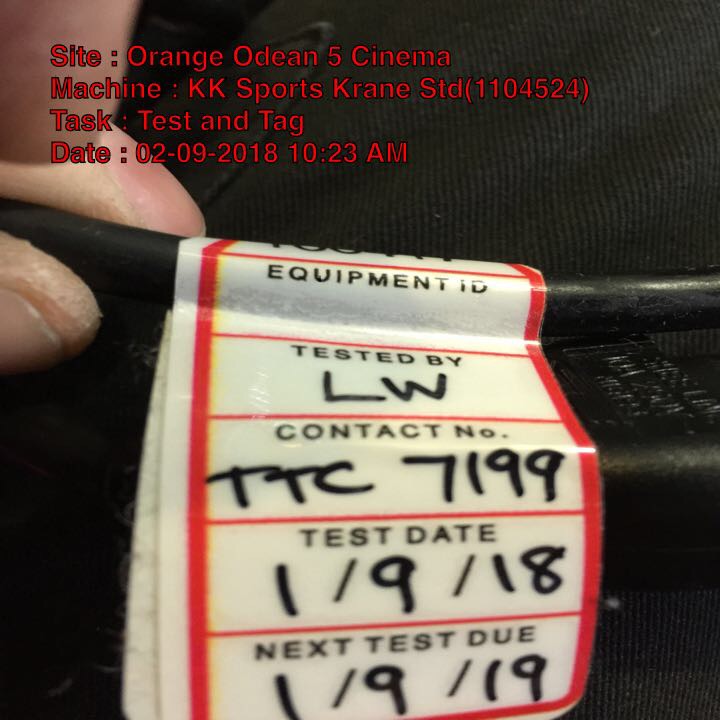 Site : Orange Odean 5 Cinema
Machine : KK Sports Krane Std(1104524)
Task : Test and Tag
Date : 02-09-2018 10:23 AM
EQUIPMENT ID
TESTED BY
LW
CONTACT No.
TTC 7199
TEST DATE
1/9/18
NEXT TEST DUE
1/9/19